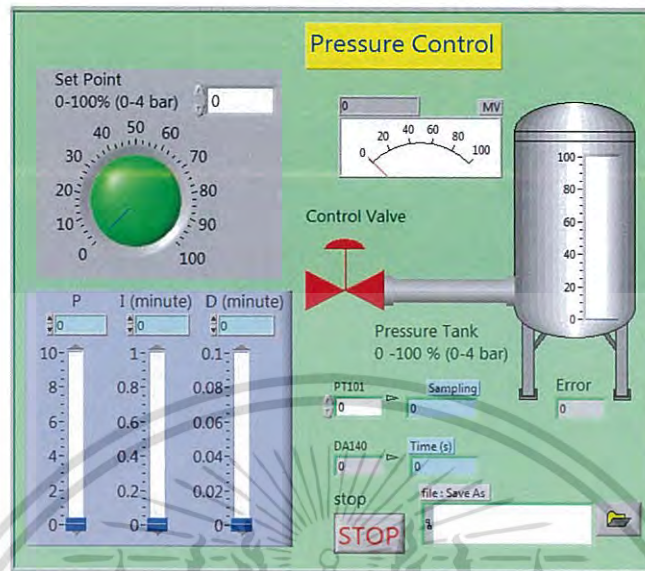 Pressure Control
Set Point
0-100% (0-4 bar)
0
0
10
20
30
40
50
60
70
80
90
100
0
MV
0
20
40
60
80
100
100
80
60
40
20
0
Control Valve
Pressure Tank
0 -100 % (0-4 bar)
P
I (minute)
D (minute)
0
0
0
10
8
6
4
2
0
1
0.8
0.6
0.4
0.2
0
0.1
0.08
0.06
0.04
0.02
0
PT101
Sampling
0
0
Error
0
DA140
Time (s)
0
0
stop
STOP
file : Save As